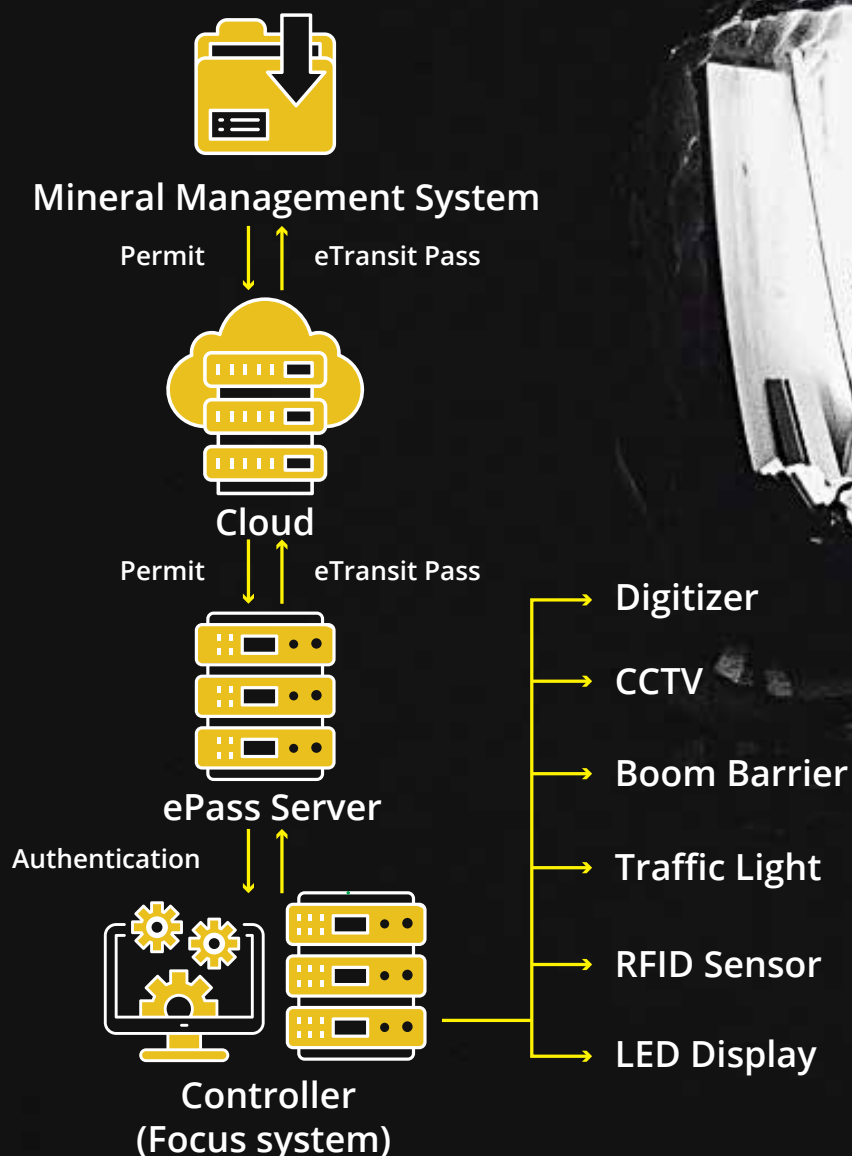 Mineral Management System
Permit
eTransit Pass
Cloud
Permit
eTransit Pass
ePass Server
Authentication
Controller
(Focus system)
Digitizer
CCTV
Boom Barrier
Traffic Light
RFID Sensor
LED Display